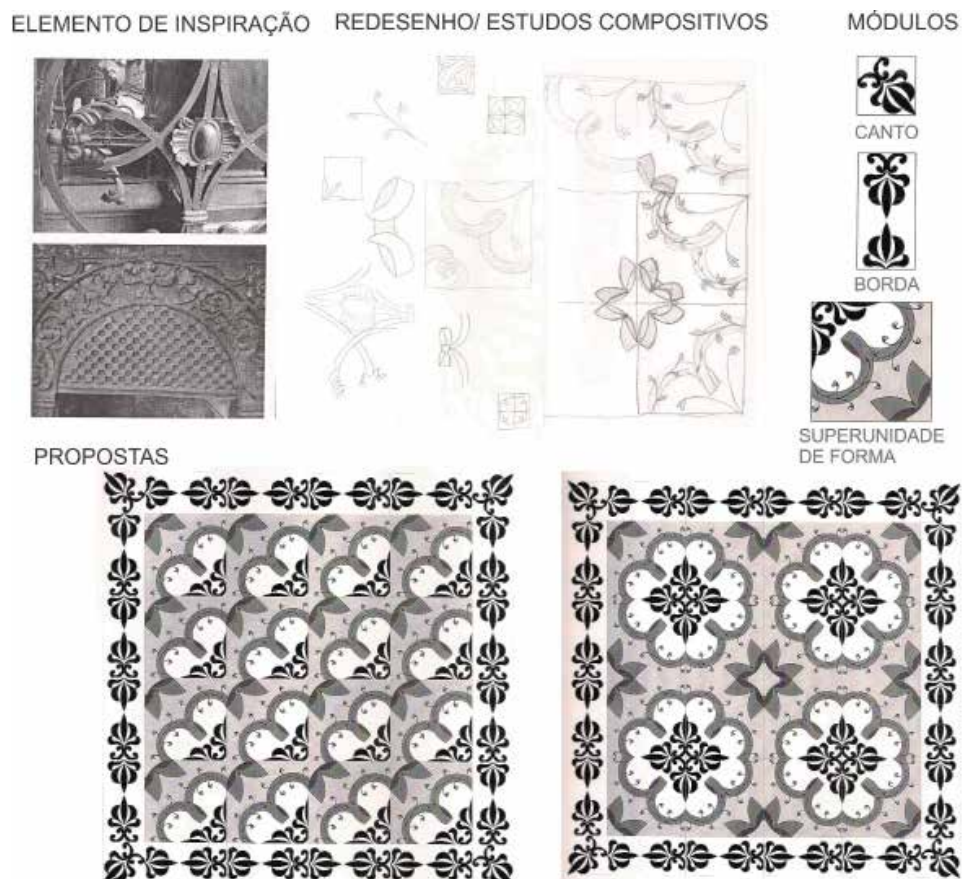 ELEMENTO DE INSPIRAÇÃO
REDESENHO/ ESTUDOS COMPOSITIVOS
MÓDULOS
CANTO
BORDA
SUPERUNIDADE
DE FORMA
PROPOSTAS